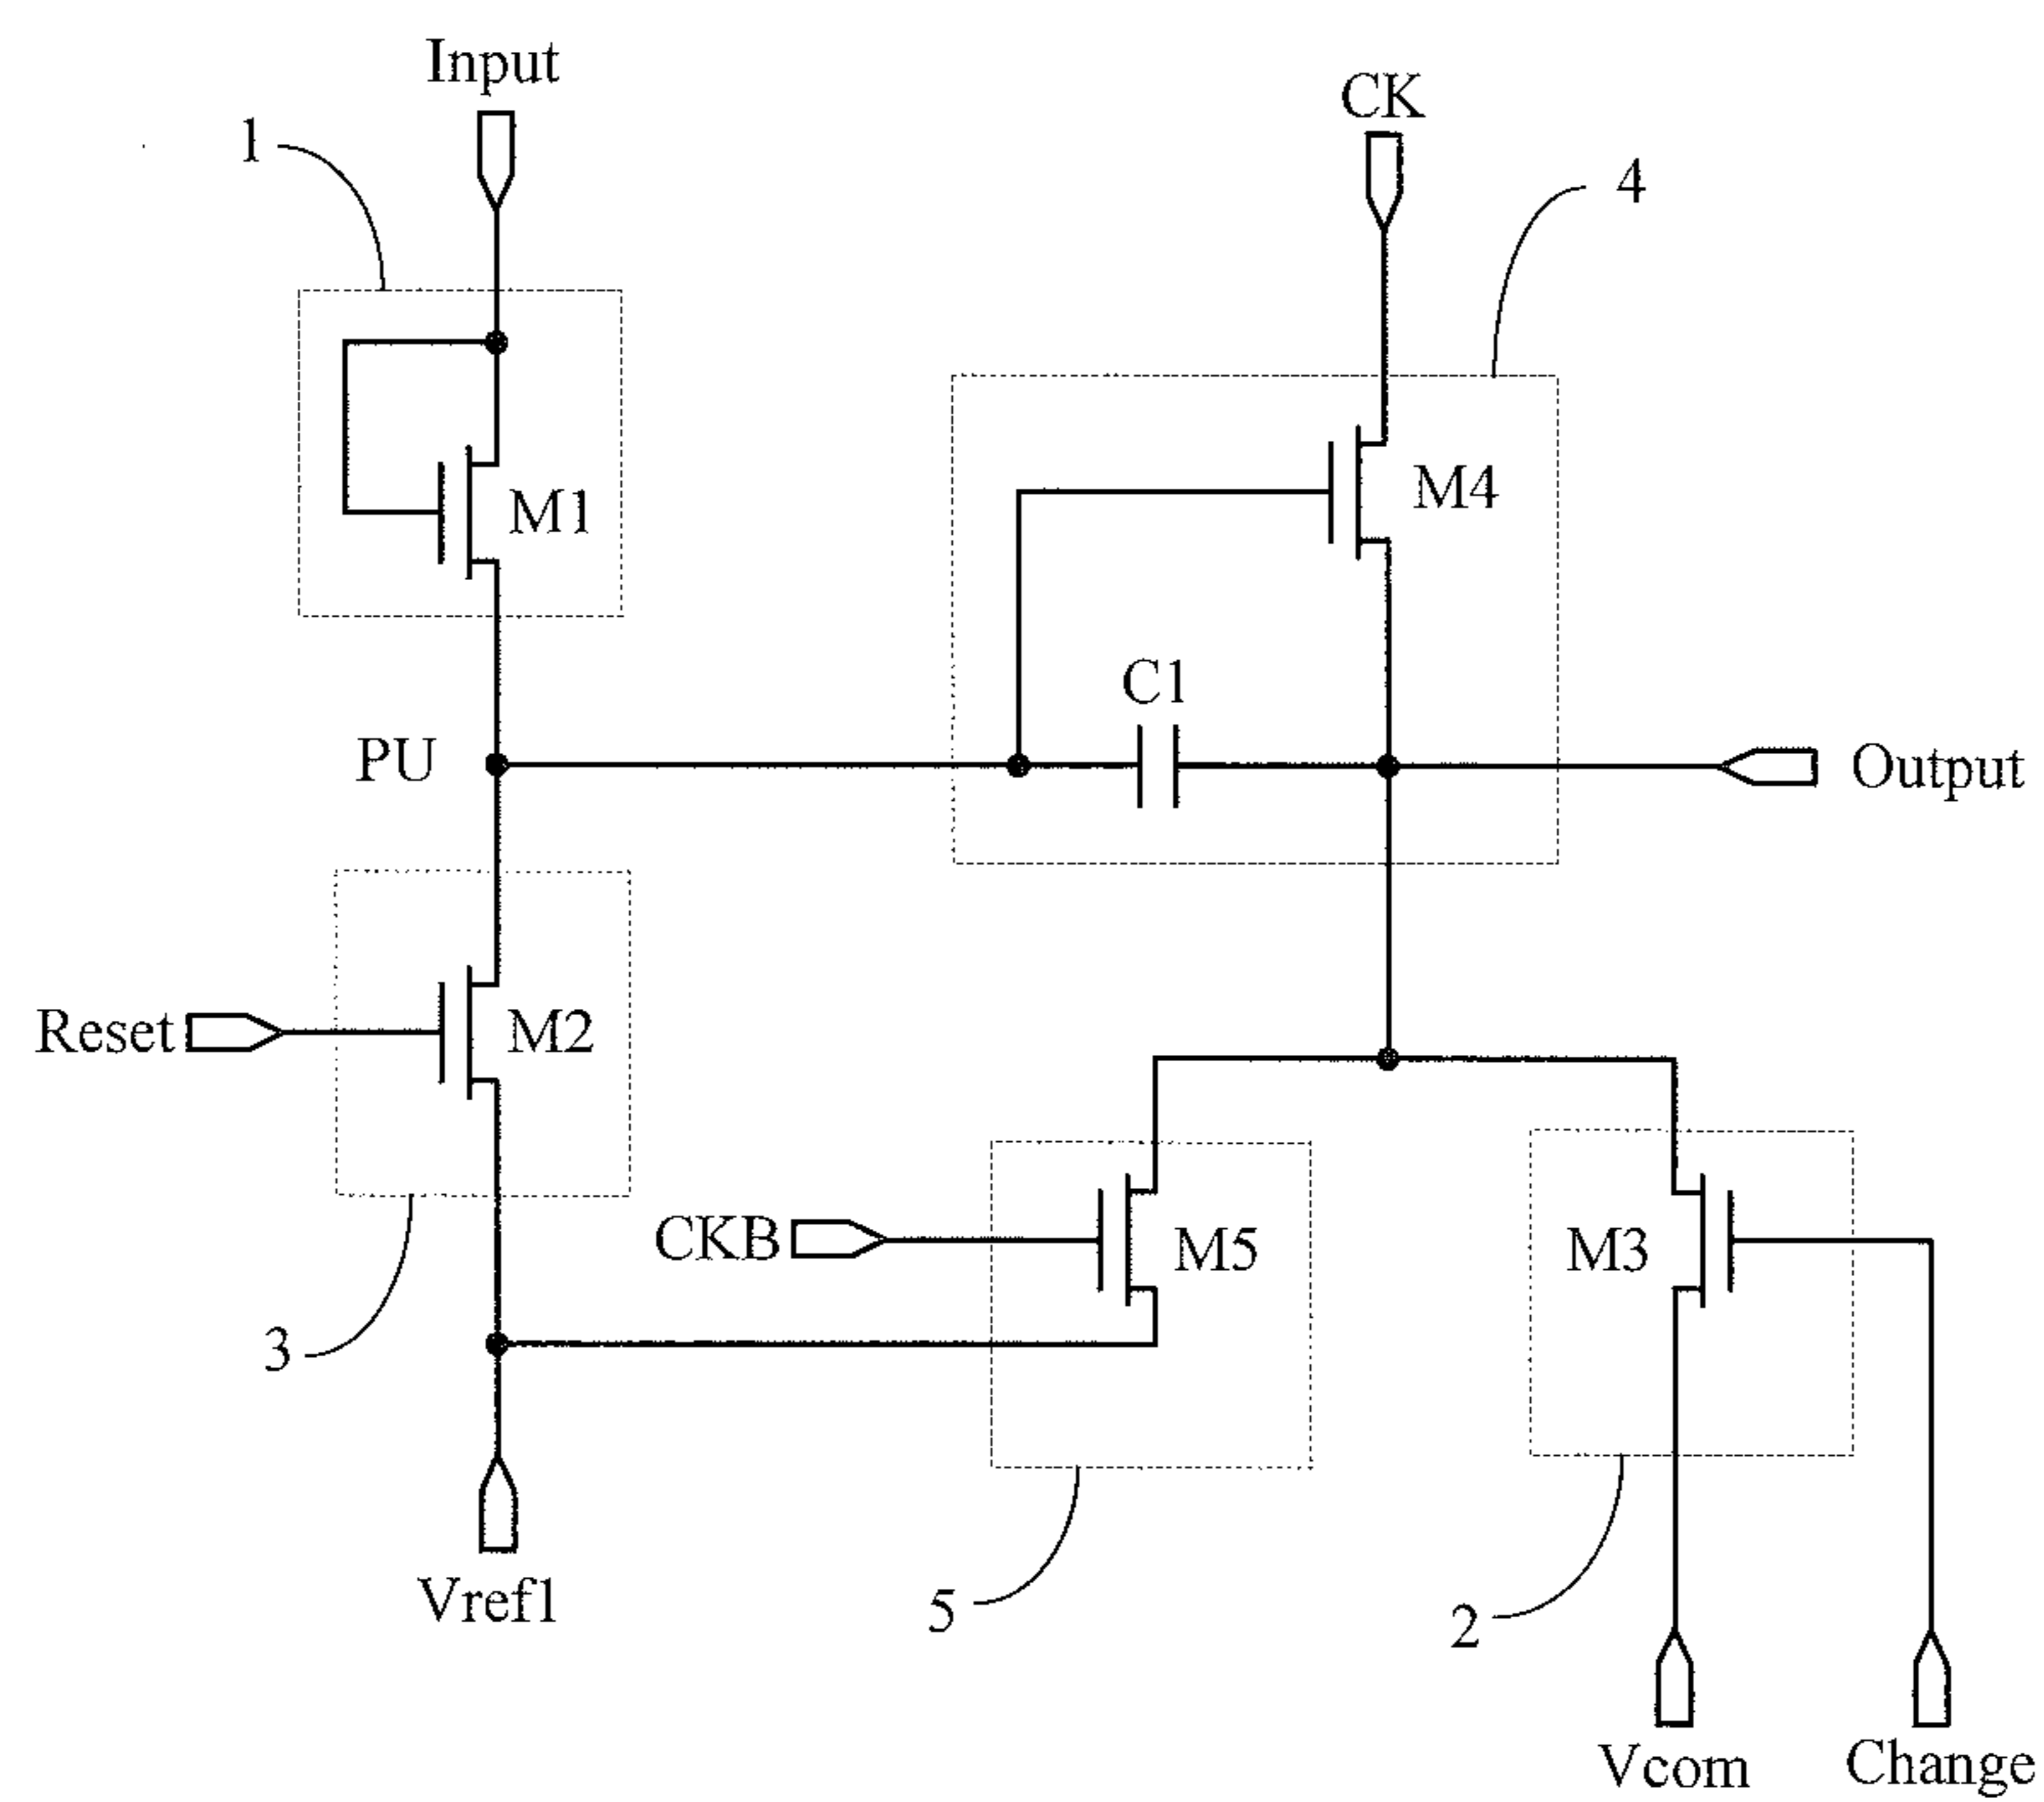 Input
CK
1
4
M1
M4
C1
PU
Output
Reset
M2
CKB
M5
M3
3
Vref1
5
2
Vcom
Change